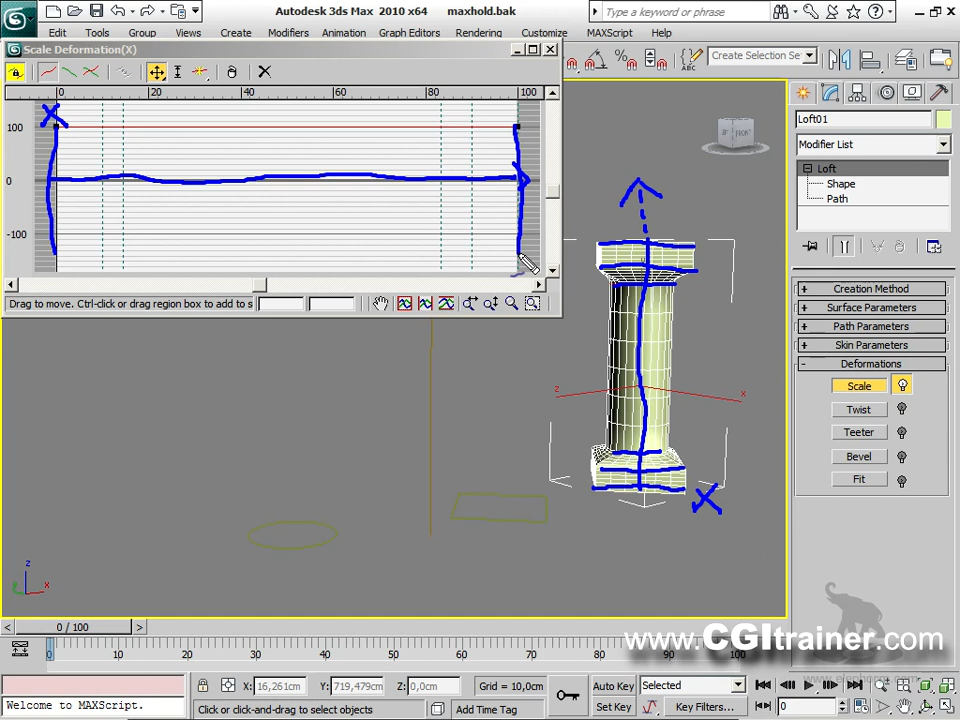 Autodesk 3ds Max 2010 x64 maxhold.bak
Type a keyword or phrase
Edit Tools Group Views Create Modifiers Animation Graph Editors Rendering Customize MAXScript Help
Scale Deformation(X)
Create Selection Se
ABC
0 20 40 60 80 100
100
0
-100
Drag to move. Ctrl-click or drag region box to add to s
Loft01
Modifier List
Loft
Shape
Path
Creation Method
Surface Parameters
Path Parameters
Skin Parameters
Deformations
Scale
Twist
Teeter
Bevel
Fit
z x
z
x
0 / 100
0 10 20 30 40 50 60 70 80 90 100
www.CGItrainer.com
X: 16,261cm Y: 719,479cm Z: 0,0cm Grid = 10,0cm
Auto Key Selected
Welcome to MAXScript.
Click or click-and-drag to select objects
Add Time Tag
Set Key Key Filters... 0